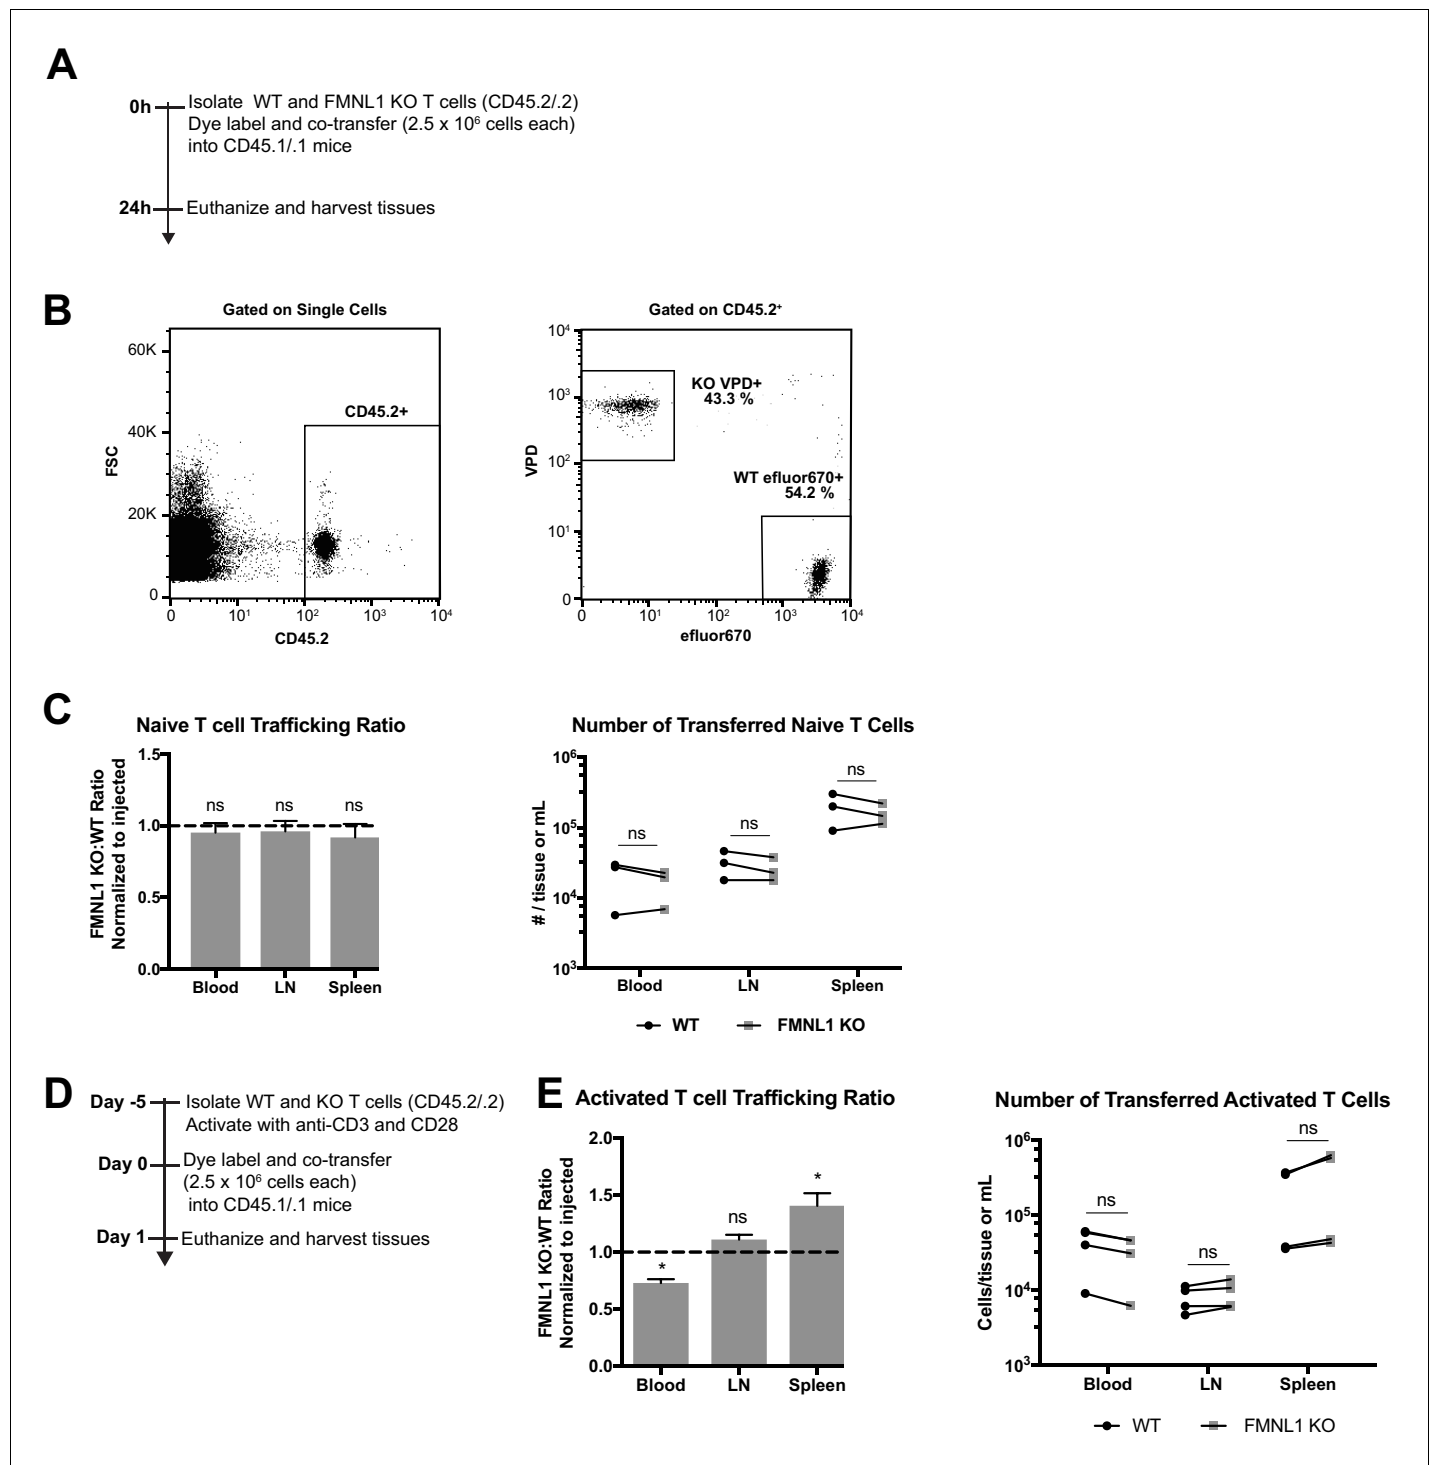 A
0h
Isolate WT and FMNL1 KO T cells (CD45.2/.2)
Dye label and co-transfer (2.5 x 10⁶ cells each)
into CD45.1/.1 mice
24h
Euthanize and harvest tissues
B
Gated on Single Cells
60K
40K
20K
0
FSC
CD45.2+
0 10¹ 10² 10³ 10⁴
CD45.2
Gated on CD45.2⁺
10⁴
10³
10²
10¹
0
VPD
KO VPD+
43.3 %
WT efluor670+
54.2 %
0 10¹ 10² 10³ 10⁴
efluor670
C
Naive T cell Trafficking Ratio
FMNL1 KO:WT Ratio
Normalized to injected
1.5
1.0
0.5
0.0
ns ns ns
Blood LN Spleen
Number of Transferred Naive T Cells
# / tissue or mL
10⁶
10⁵
10⁴
10³
ns ns ns
Blood LN Spleen
WT FMNL1 KO
D
Day -5
Isolate WT and KO T cells (CD45.2/.2)
Activate with anti-CD3 and CD28
Day 0
Dye label and co-transfer
(2.5 x 10⁶ cells each)
into CD45.1/.1 mice
Day 1
Euthanize and harvest tissues
E
Activated T cell Trafficking Ratio
FMNL1 KO:WT Ratio
Normalized to injected
2.0
1.5
1.0
0.5
0.0
* ns *
Blood LN Spleen
Number of Transferred Activated T Cells
Cells/tissue or mL
10⁶
10⁵
10⁴
10³
ns ns ns
Blood LN Spleen
WT FMNL1 KO